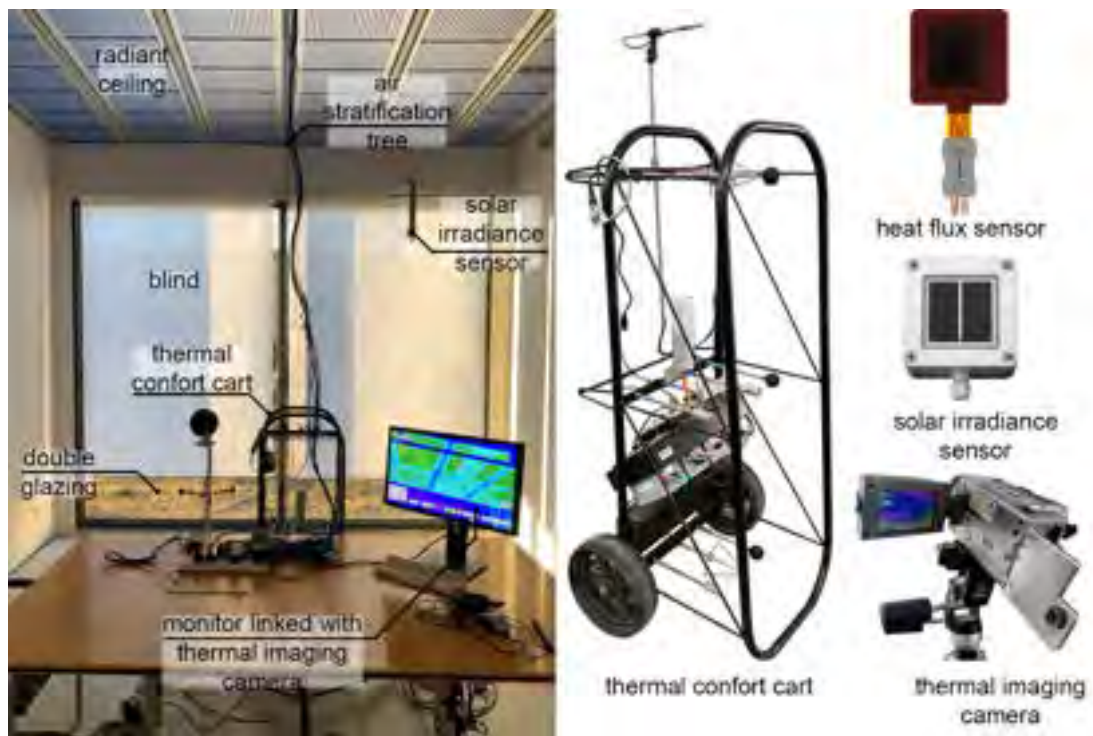 radiant
ceiling
air
stratification
tree
solar
irradiance
sensor
blind
thermal
confort cart
double
glazing
monitor linked with
thermal imaging
camera
heat flux sensor
solar irradiance
sensor
thermal confort cart
thermal imaging
camera